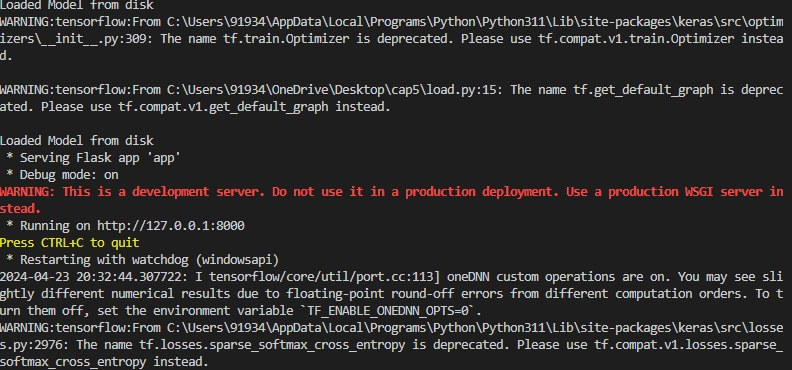 Loaded Model from disk
WARNING:tensorflow:From C:\Users\91934\AppData\Local\Programs\Python\Python311\Lib\site-packages\keras\src\optim
izers\__init__.py:309: The name tf.train.Optimizer is deprecated. Please use tf.compat.v1.train.Optimizer instea
d.
WARNING:tensorflow:From C:\Users\91934\OneDrive\Desktop\cap5\load.py:15: The name tf.get_default_graph is deprec
ated. Please use tf.compat.v1.get_default_graph instead.
Loaded Model from disk
* Serving Flask app 'app'
* Debug mode: on
WARNING: This is a development server. Do not use it in a production deployment. Use a production WSGI server in
stead.
* Running on http://127.0.0.1:8000
Press CTRL+C to quit
* Restarting with watchdog (windowsapi)
2024-04-23 20:32:44.307722: I tensorflow/core/util/port.cc:113] oneDNN custom operations are on. You may see sli
ghtly different numerical results due to floating-point round-off errors from different computation orders. To t
urn them off, set the environment variable `TF_ENABLE_ONEDNN_OPTS=0`.
WARNING:tensorflow:From C:\Users\91934\AppData\Local\Programs\Python\Python311\Lib\site-packages\keras\src\losse
s.py:2976: The name tf.losses.sparse_softmax_cross_entropy is deprecated. Please use tf.compat.v1.losses.sparse_
softmax_cross_entropy instead.